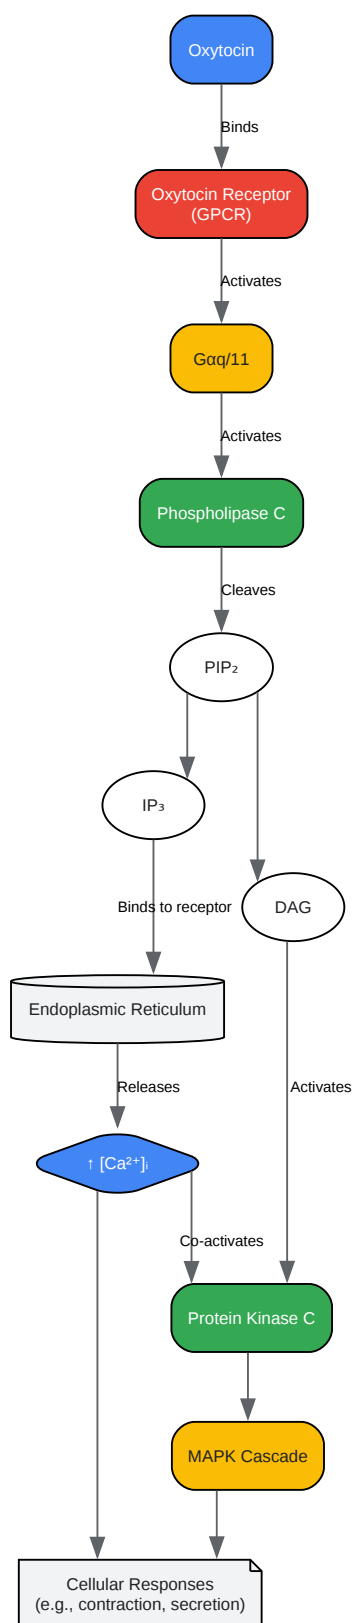 Oxytocin
Binds
Oxytocin Receptor
(GPCR)
Activates
Gαq/11
Activates
Phospholipase C
Cleaves
PIP₂
IP₃
DAG
Binds to receptor
Endoplasmic Reticulum
Releases
Activates
↑ [Ca²⁺]ᵢ
Co-activates
Protein Kinase C
MAPK Cascade
Cellular Responses
(e.g., contraction, secretion)